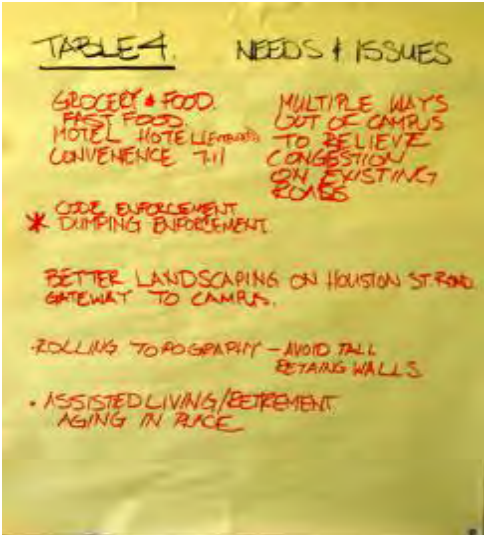 TABLE 4. NEEDS & ISSUES
GROCERY & FOOD.
FAST FOOD.
MOTEL HOTEL
CONVENENCE 7-11
MULTIPLE WAYS
OUT OF CAMPUS
TO RELIEVE
CONGESTION
ON EXISTING
ROADS
CODE ENFORCEMENT
* DUMPING ENFORCEMENT
BETTER LANDSCAPING ON HOUSTON ST. ROAD.
GATEWAY TO CAMPUS.
·ROLLING TOPOGRAPHY - AVOID TALL
RETAING WALLS
· ASSISTED LIVING/RETIREMENT
AGING IN PLACE